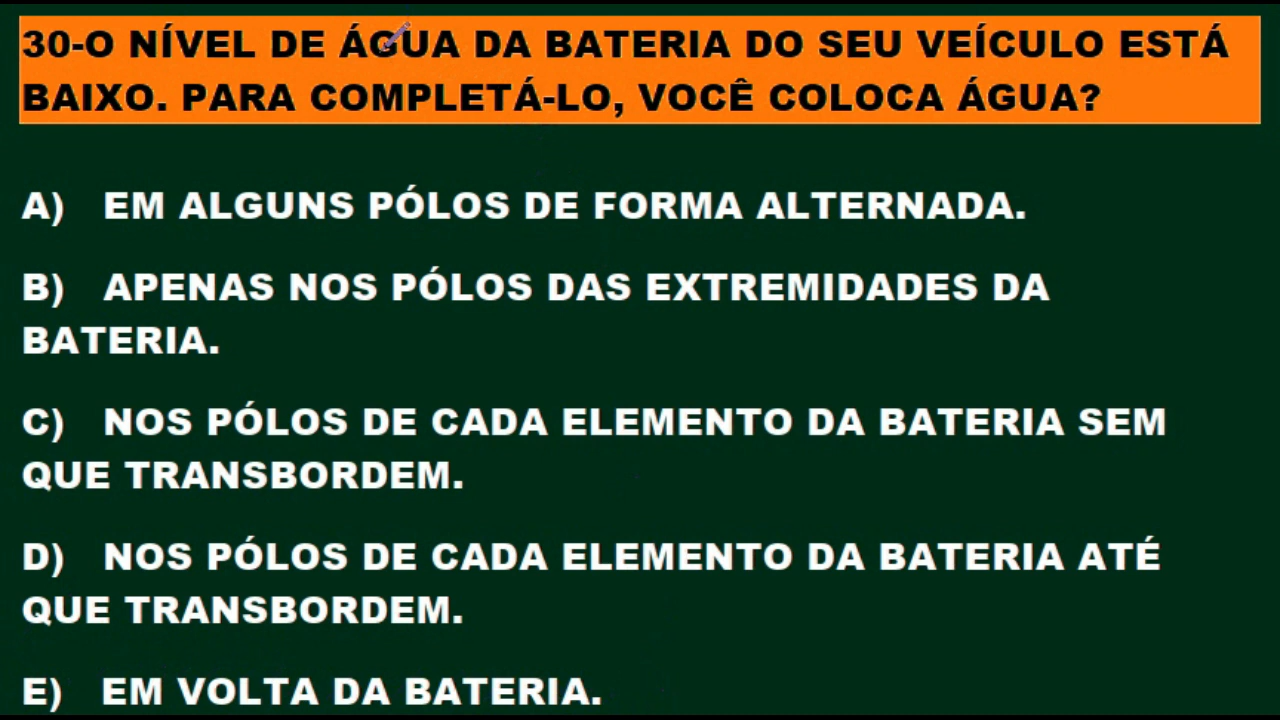 30-O NÍVEL DE ÁGUA DA BATERIA DO SEU VEÍCULO ESTÁ
BAIXO. PARA COMPLETÁ-LO, VOCÊ COLOCA ÁGUA?
A) EM ALGUNS PÓLOS DE FORMA ALTERNADA.
B) APENAS NOS PÓLOS DAS EXTREMIDADES DA
BATERIA.
C) NOS PÓLOS DE CADA ELEMENTO DA BATERIA SEM
QUE TRANSBORDEM.
D) NOS PÓLOS DE CADA ELEMENTO DA BATERIA ATÉ
QUE TRANSBORDEM.
E) EM VOLTA DA BATERIA.